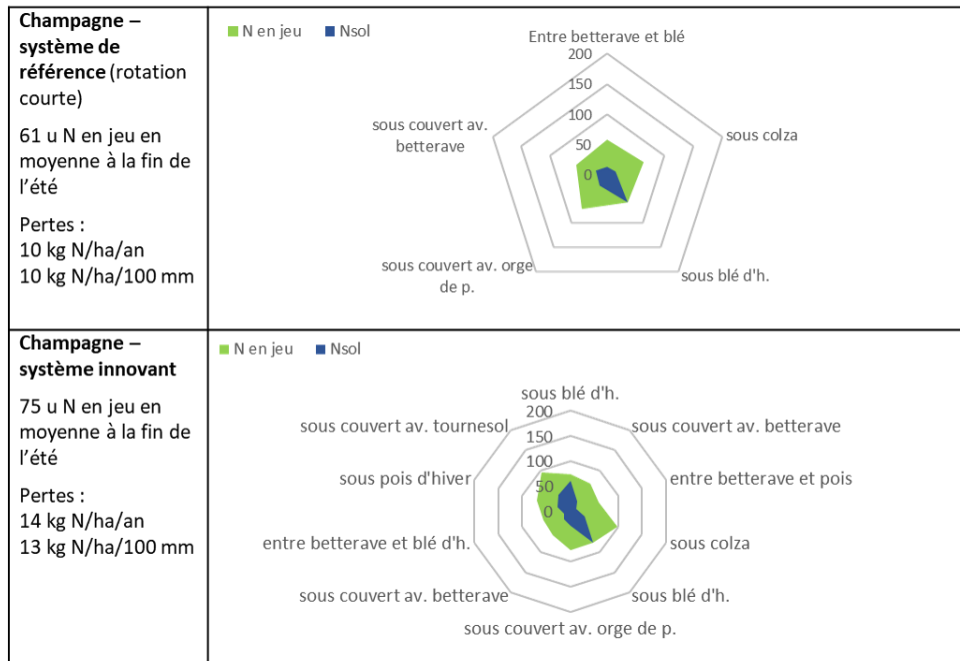 Champagne –
système de
référence (rotation
courte)
61 u N en jeu en
moyenne à la fin de
l'été
Pertes :
10 kg N/ha/an
10 kg N/ha/100 mm
N en jeu
Nsol
Entre betterave et blé
200
150
100
50
0
sous colza
sous blé d'h.
sous couvert av. orge
de p.
sous couvert av.
betterave
Champagne –
système innovant
75 u N en jeu en
moyenne à la fin de
l'été
Pertes :
14 kg N/ha/an
13 kg N/ha/100 mm
N en jeu
Nsol
sous blé d'h.
200
150
100
50
0
sous couvert av. betterave
entre betterave et pois
sous colza
sous blé d'h.
sous couvert av. orge de p.
sous couvert av. betterave
entre betterave et blé d'h.
sous pois d'hiver
sous couvert av. tournesol